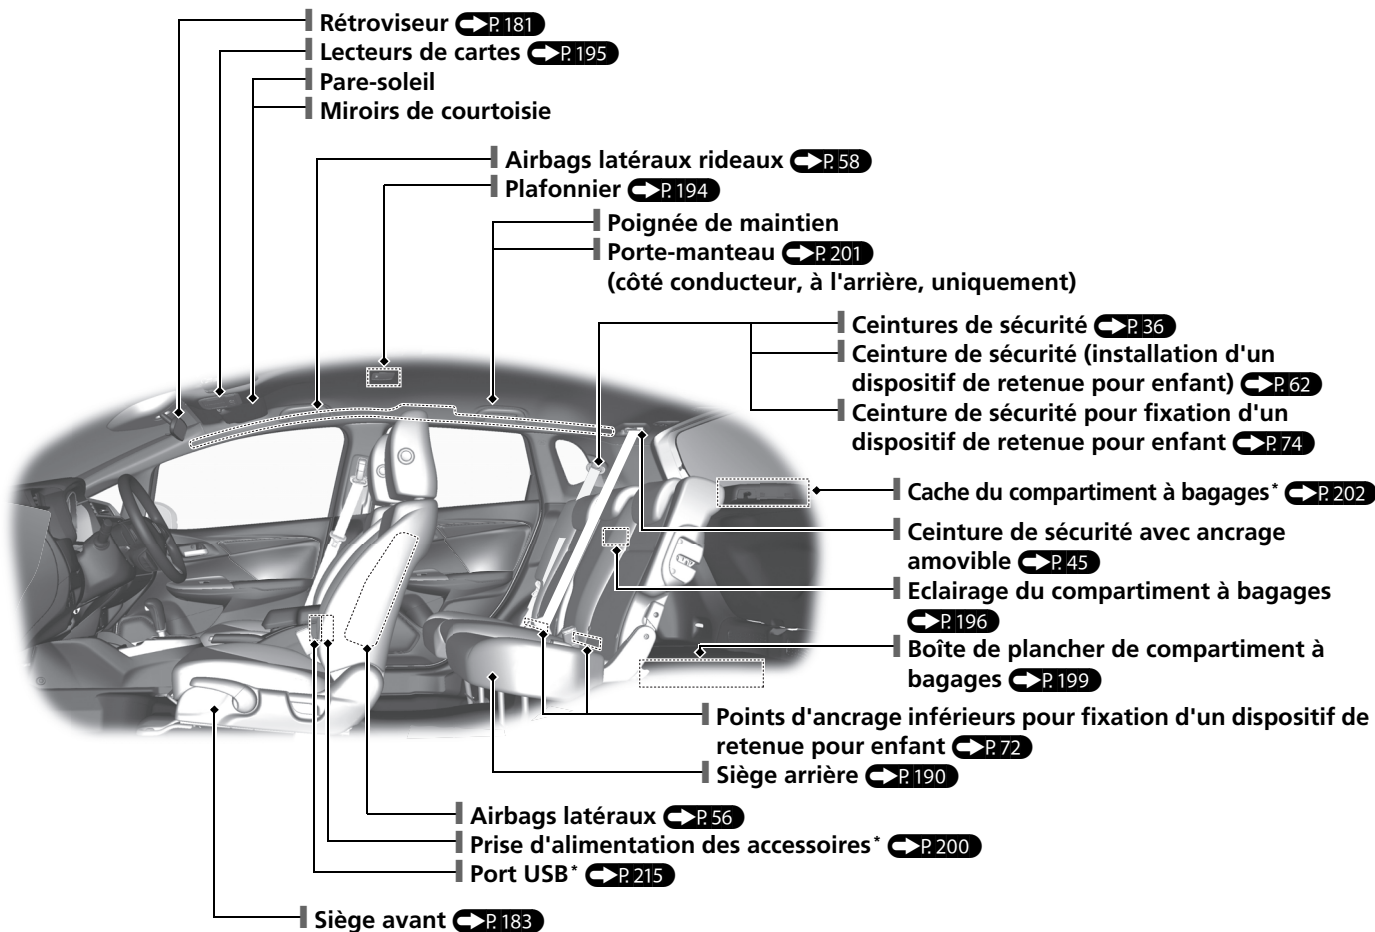 Rétroviseur P. 181
Lecteurs de cartes P. 195
Pare-soleil
Miroirs de courtoisie
Airbags latéraux rideaux P. 58
Plafonnier P. 194
Poignée de maintien
Porte-manteau P. 201
(côté conducteur, à l'arrière, uniquement)
Ceintures de sécurité P. 36
Ceinture de sécurité (installation d'un
dispositif de retenue pour enfant) P. 62
Ceinture de sécurité pour fixation d'un
dispositif de retenue pour enfant P. 74
Cache du compartiment à bagages* P. 202
Ceinture de sécurité avec ancrage
amovible P. 45
Eclairage du compartiment à bagages
P. 196
Boîte de plancher de compartiment à
bagages P. 199
Points d'ancrage inférieurs pour fixation d'un dispositif de
retenue pour enfant P. 72
Siège arrière P. 190
Airbags latéraux P. 56
Prise d'alimentation des accessoires* P. 200
Port USB* P. 215
Siège avant P. 183